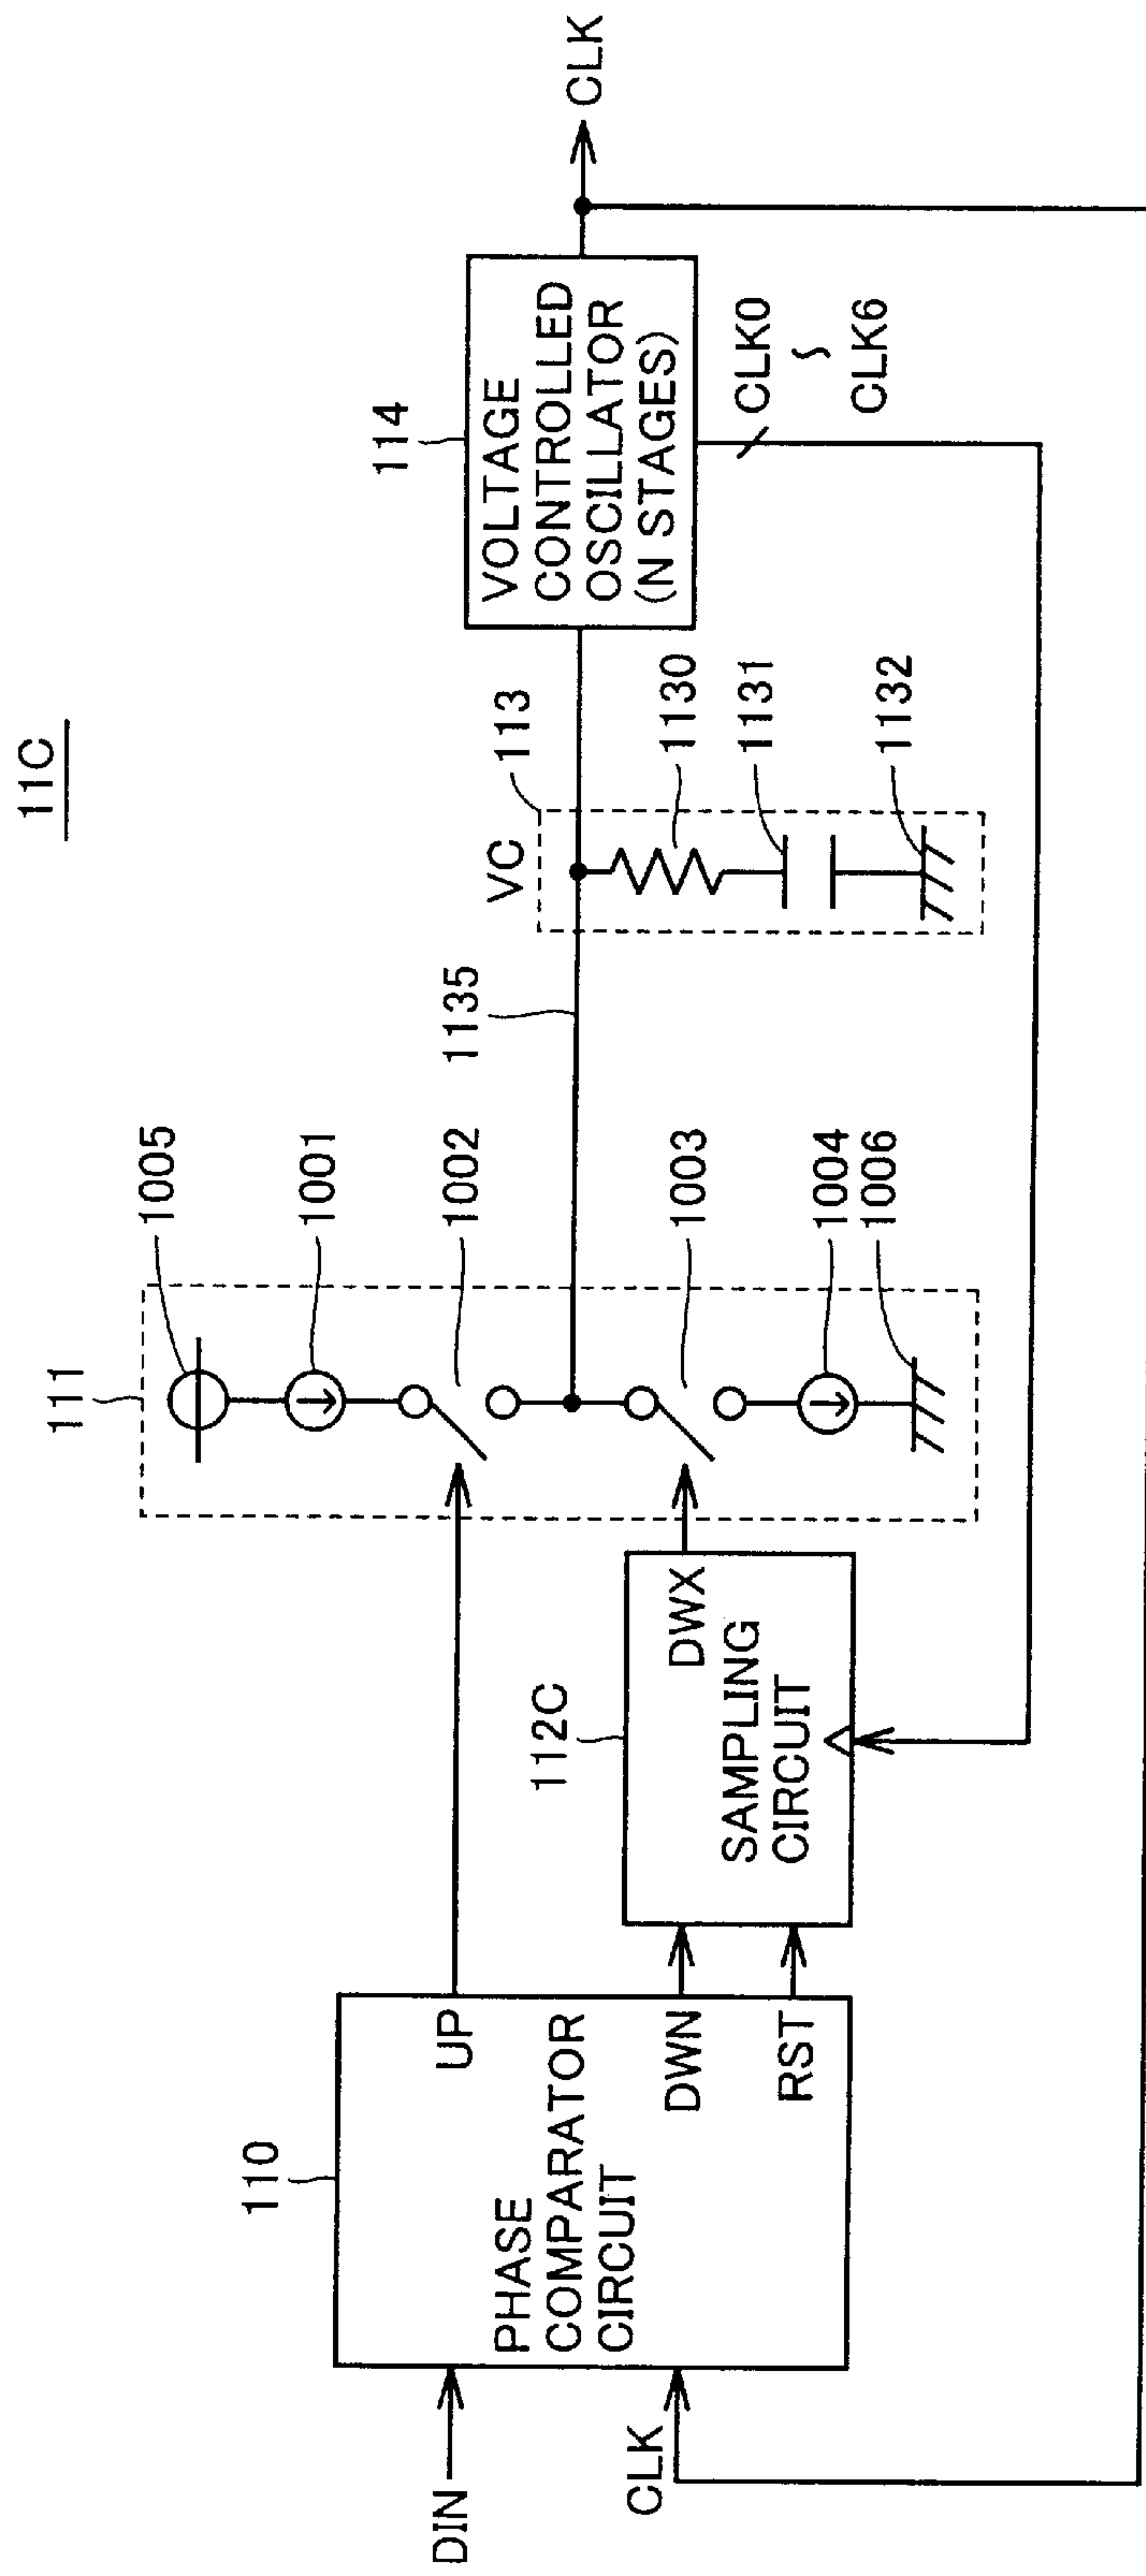 11C
111
1005
1001
1002
1003
1004
1006
1135
VC
113
1130
1131
1132
114
VOLTAGE
CONTROLLED
OSCILLATOR
(N STAGES)
CLK
CLK0
~
CLK6
110
PHASE
COMPARATOR
CIRCUIT
UP
DWN
RST
DIN
CLK
112C
DWX
SAMPLING
CIRCUIT